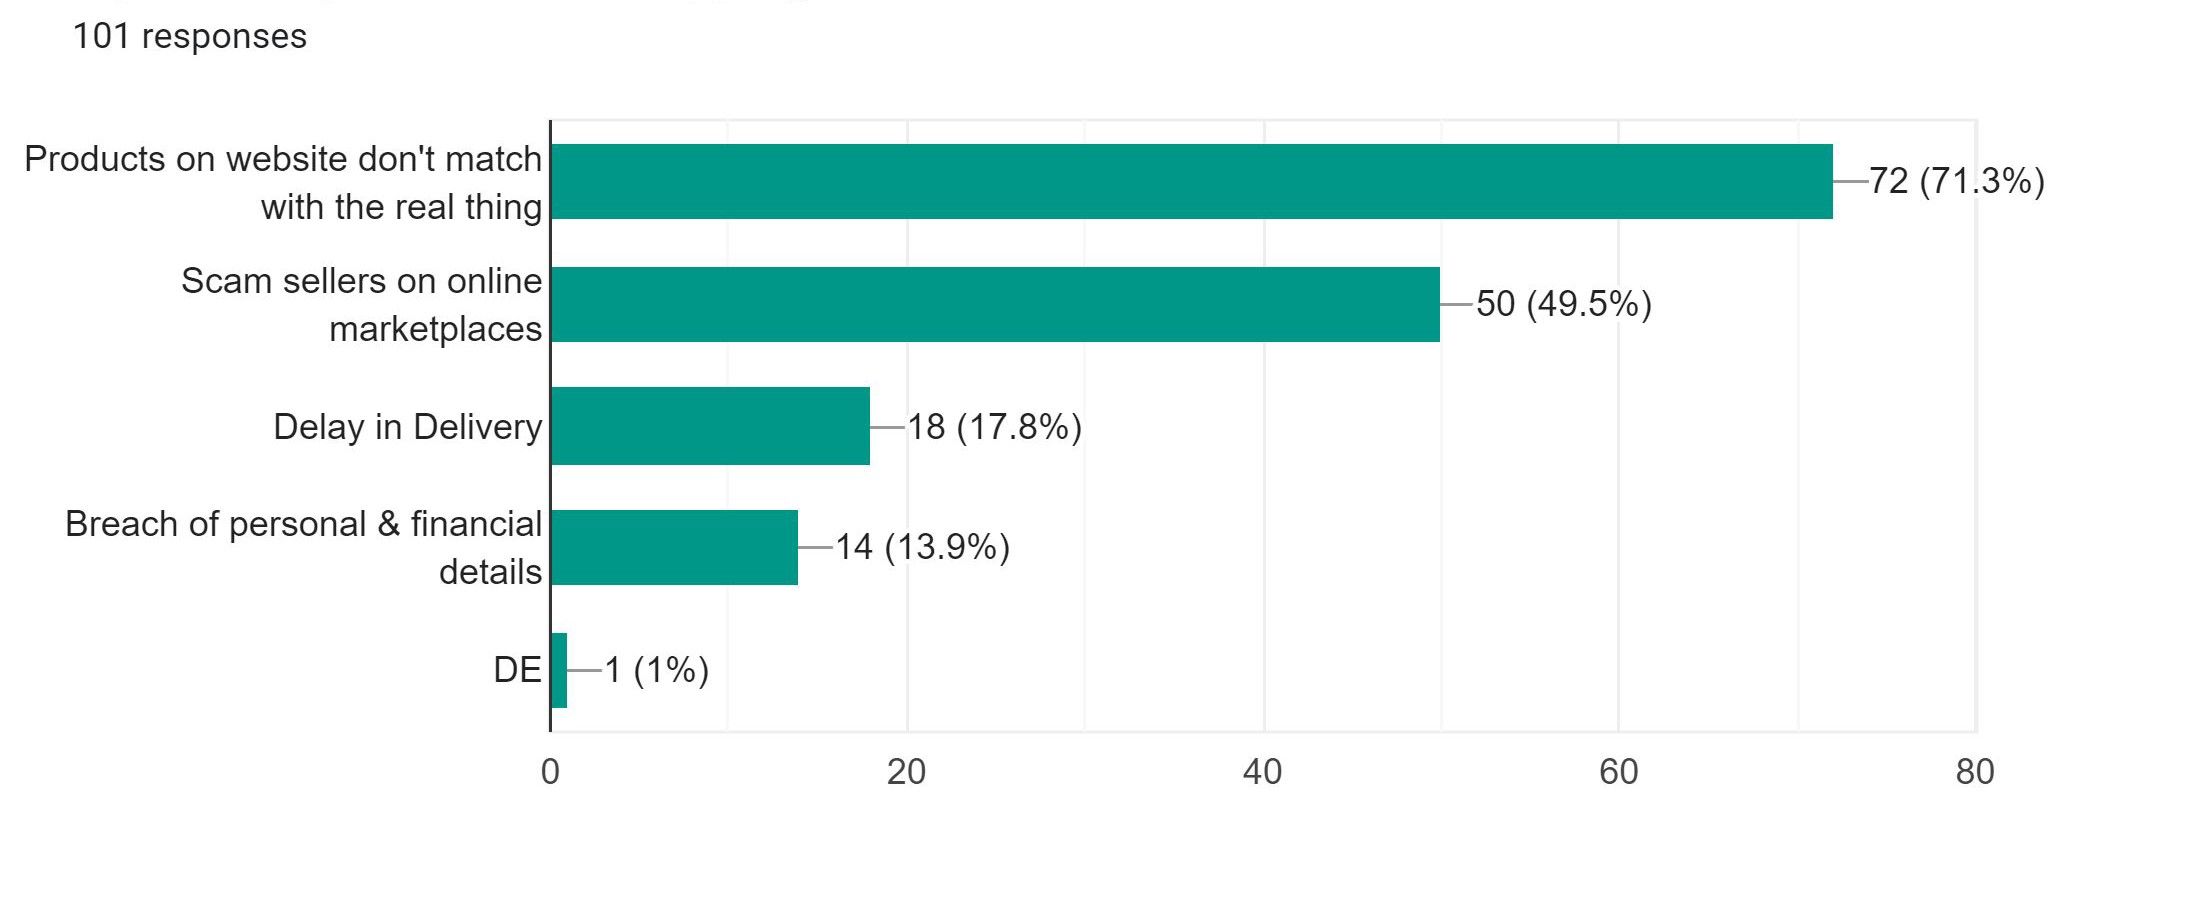 101 responses
Products on website don't match
with the real thing
72 (71.3%)
Scam sellers on online
marketplaces
50 (49.5%)
Delay in Delivery
18 (17.8%)
Breach of personal & financial
details
14 (13.9%)
DE
1 (1%)
0 20 40 60 80